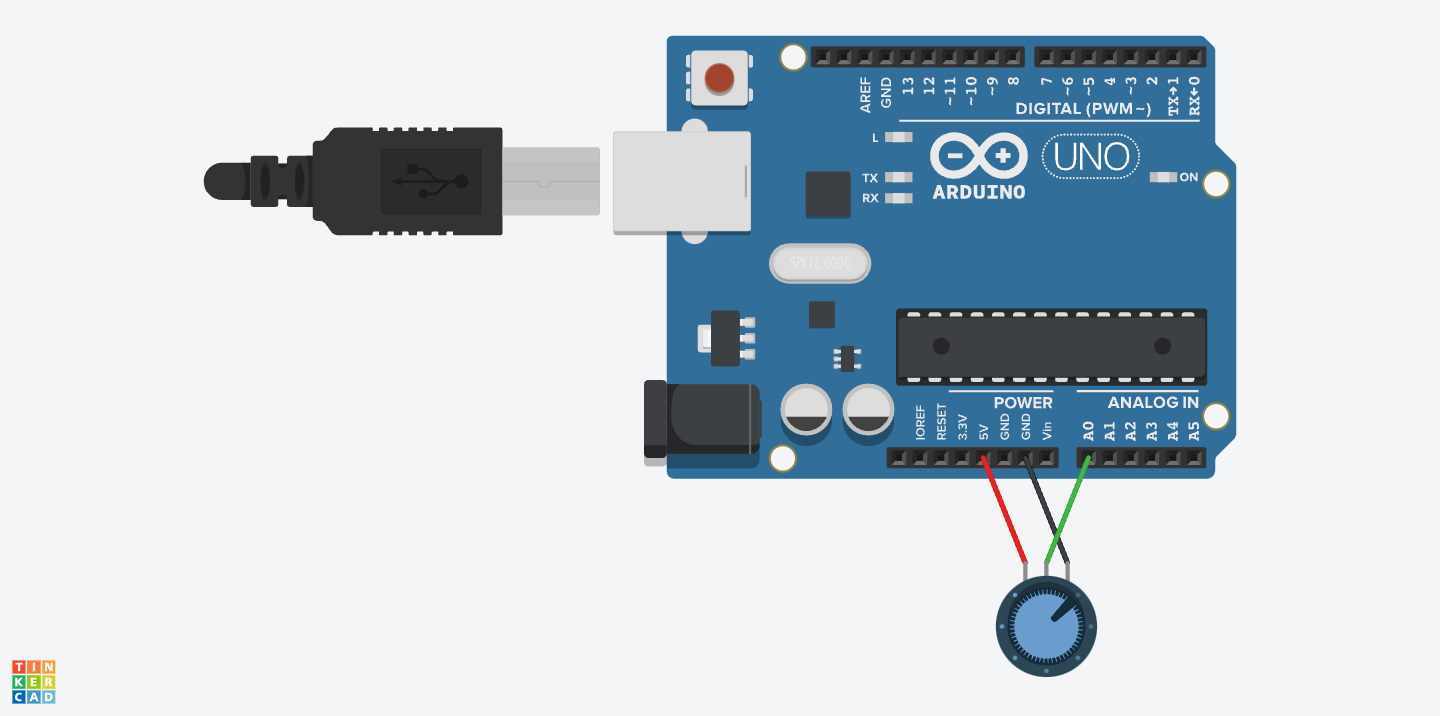 AREF
GND
13
12
~11
~10
~9
8
7
~6
~5
4
~3
2
TX→1
RX←0
DIGITAL (PWM~)
L
TX
RX
UNO
ON
ARDUINO
SPK16.000G
POWER
ANALOG IN
IOREF
RESET
3.3V
5V
GND
GND
Vin
A0
A1
A2
A3
A4
A5
TIN
KER
CAD